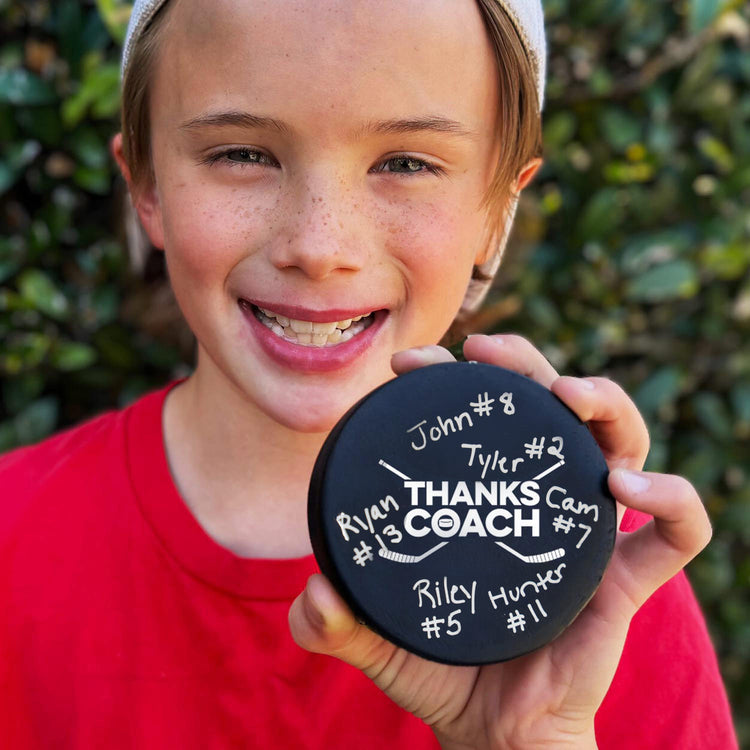 John #8
Tyler #2
THANKS
COACH
Ryan
#13
Cam
#7
Riley
#5
Hunter
#11